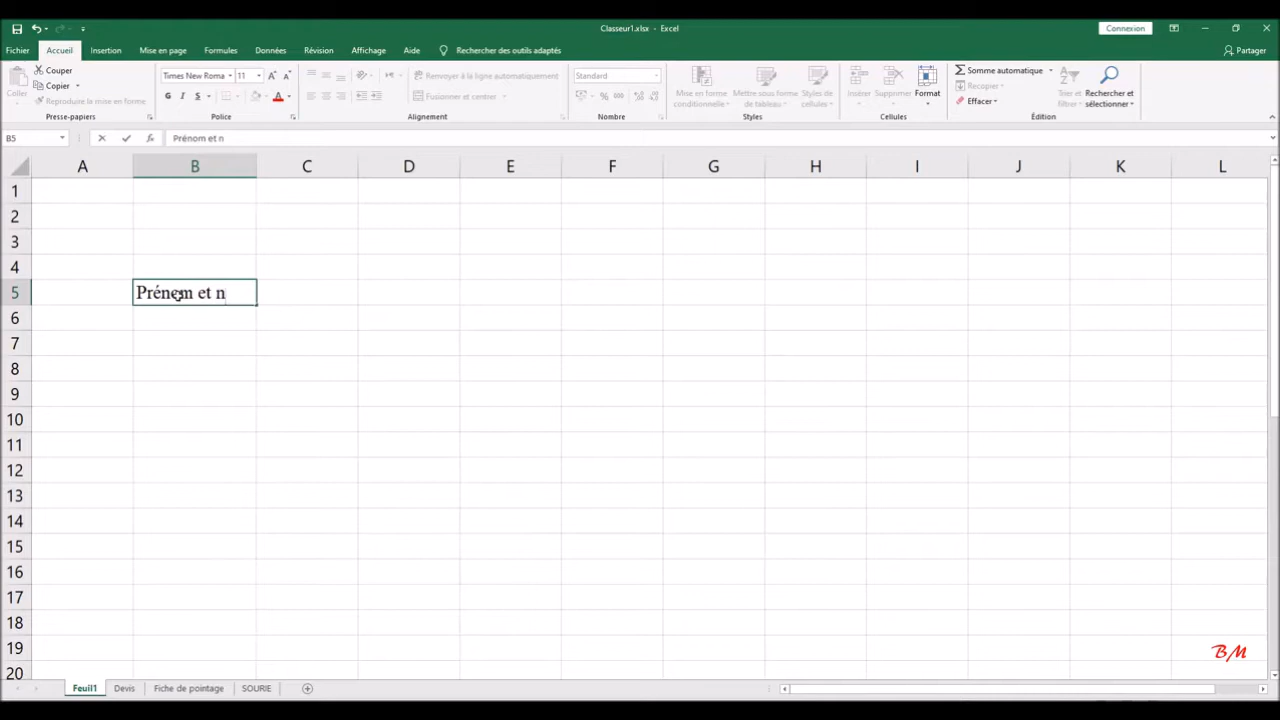 Classeur1.xlsx - Excel
Connexion
Fichier Accueil Insertion Mise en page Formules Données Révision Affichage Aide Rechercher des outils adaptés Partager
Coller
Couper
Copier
Reproduire la mise en forme
Presse-papiers
Times New Roma 11
G I S
Police
Renvoyer à la ligne automatiquement
Fusionner et centrer
Alignement
Standard
% 000
Nombre
Mise en forme conditionnelle
Mettre sous forme de tableau
Styles de cellules
Styles
Insérer
Supprimer
Format
Cellules
Somme automatique
Recopier
Effacer
Trier et filtrer
Rechercher et sélectionner
Édition
B5 fx Prénom et n
A B C D E F G H I J K L
1
2
3
4
5 Prénom et n
6
7
8
9
10
11
12
13
14
15
16
17
18
19
20
BM
Feuil1 Devis Fiche de pointage SOURIE